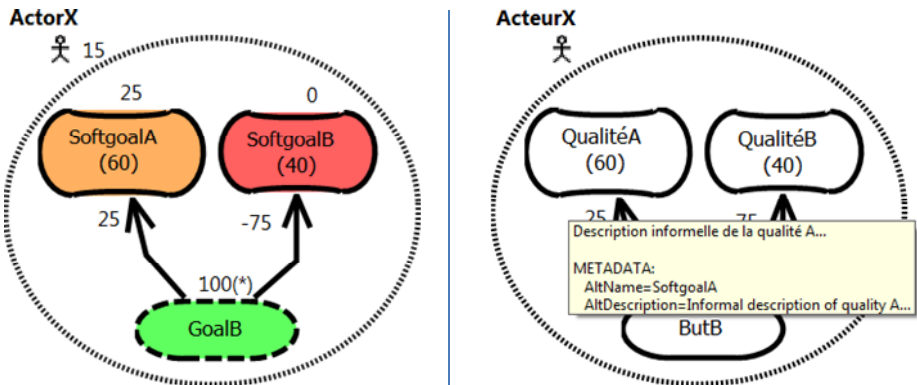 ActorX
15
25
0
SoftgoalA
(60)
SoftgoalB
(40)
25
-75
100(*)
GoalB
ActeurX
QualitéA
(60)
QualitéB
(40)
Description informelle de la qualité A...
METADATA:
AltName=SoftgoalA
AltDescription=Informal description of quality A...
ButB